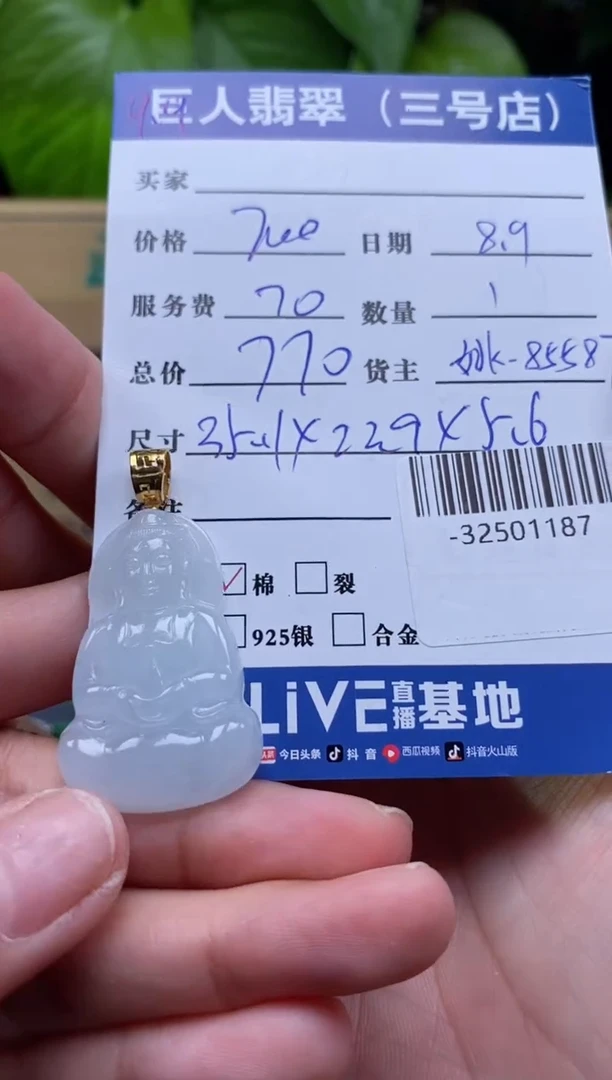 巨人翡翠（三号店）
买家
价格 700 日期 8.9
服务费 70 数量 1
总价 770 货主 -8558
尺寸 35.1X22.9X5.6
-32501187
棉 裂
925银 合金
LiVE直播基地
今日头条 抖音 西瓜视频 抖音火山版